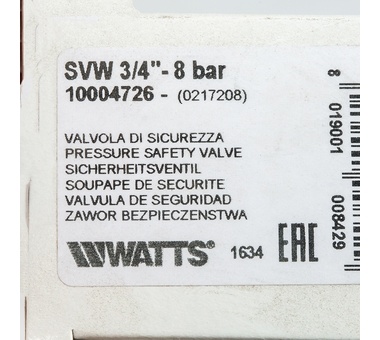 SVW 3/4"- 8 bar
10004726 - (0217208)
VALVOLA DI SICUREZZA
PRESSURE SAFETY VALVE
SICHERHEITSVENTIL
SOUPAPE DE SECURITE
VALVULA DE SEGURIDAD
ZAWOR BEZPIECZENSTWA
WATTS 1634 EAC
8 019001 008429